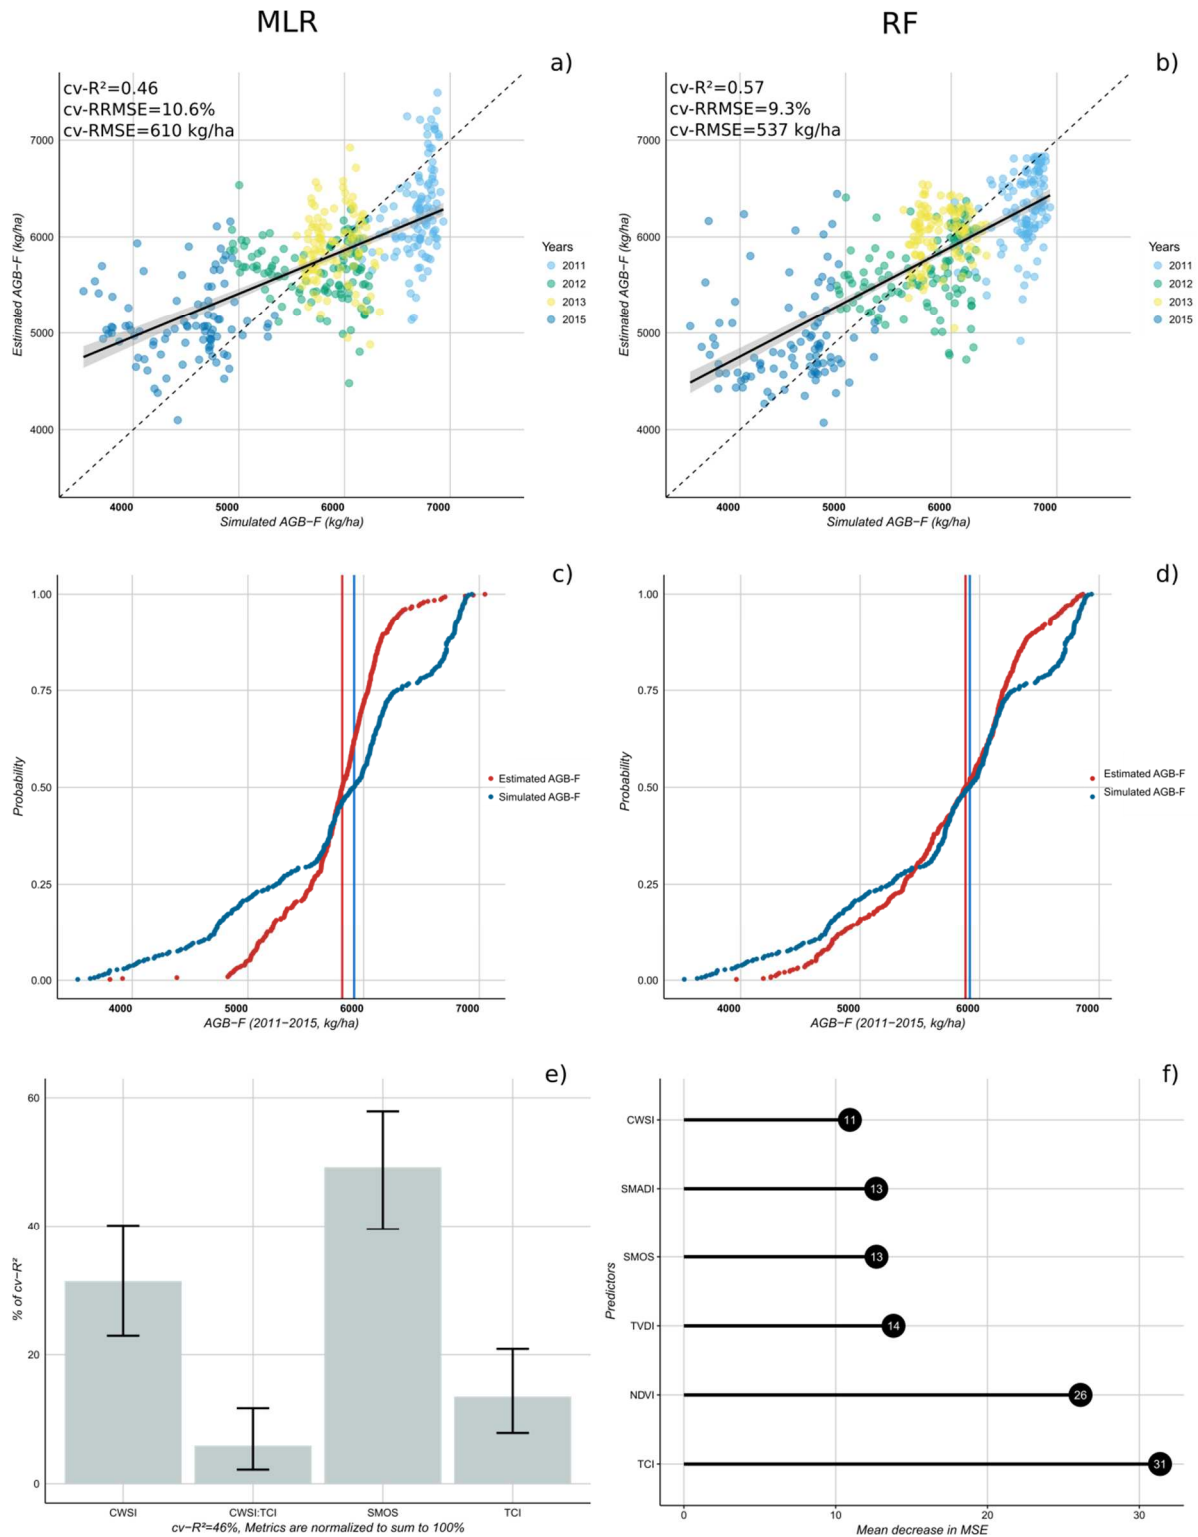 MLR
RF
a)
cv-R²=0.46
cv-RRMSE=10.6%
cv-RMSE=610 kg/ha
7000
6000
5000
4000
Estimated AGB−F (kg/ha)
4000 5000 6000 7000
Simulated AGB−F (kg/ha)
Years
2011
2012
2013
2015
b)
cv-R²=0.57
cv-RRMSE=9.3%
cv-RMSE=537 kg/ha
7000
6000
5000
4000
Estimated AGB−F (kg/ha)
4000 5000 6000 7000
Simulated AGB−F (kg/ha)
Years
2011
2012
2013
2015
c)
1.00
0.75
0.50
0.25
0.00
Probability
Estimated AGB-F
Simulated AGB-F
4000 5000 6000 7000
AGB−F (2011−2015, kg/ha)
d)
1.00
0.75
0.50
0.25
0.00
Probability
Estimated AGB-F
Simulated AGB-F
4000 5000 6000 7000
AGB−F (2011−2015, kg/ha)
e)
60
40
20
0
% of cv−R²
CWSI CWSI:TCI SMOS TCI
cv−R²=46%, Metrics are normalized to sum to 100%
f)
Predictors
CWSI 11
SMADI 13
SMOS 13
TVDI 14
NDVI 26
TCI 31
0 10 20 30
Mean decrease in MSE